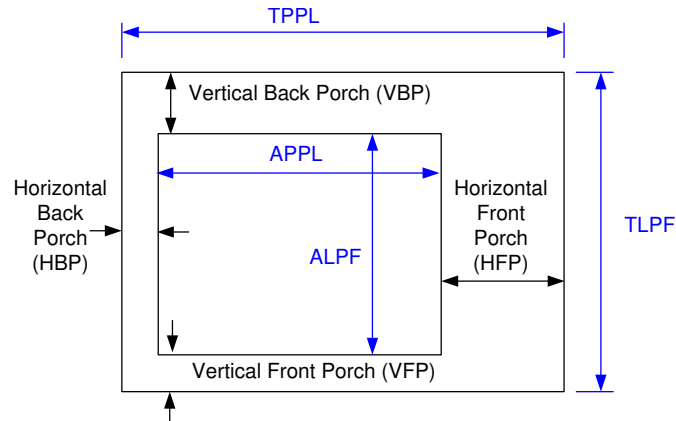 TPPL
Vertical Back Porch (VBP)
APPL
Horizontal
Back
Porch
(HBP)
Horizontal
Front
Porch
(HFP)
TLPF
ALPF
Vertical Front Porch (VFP)